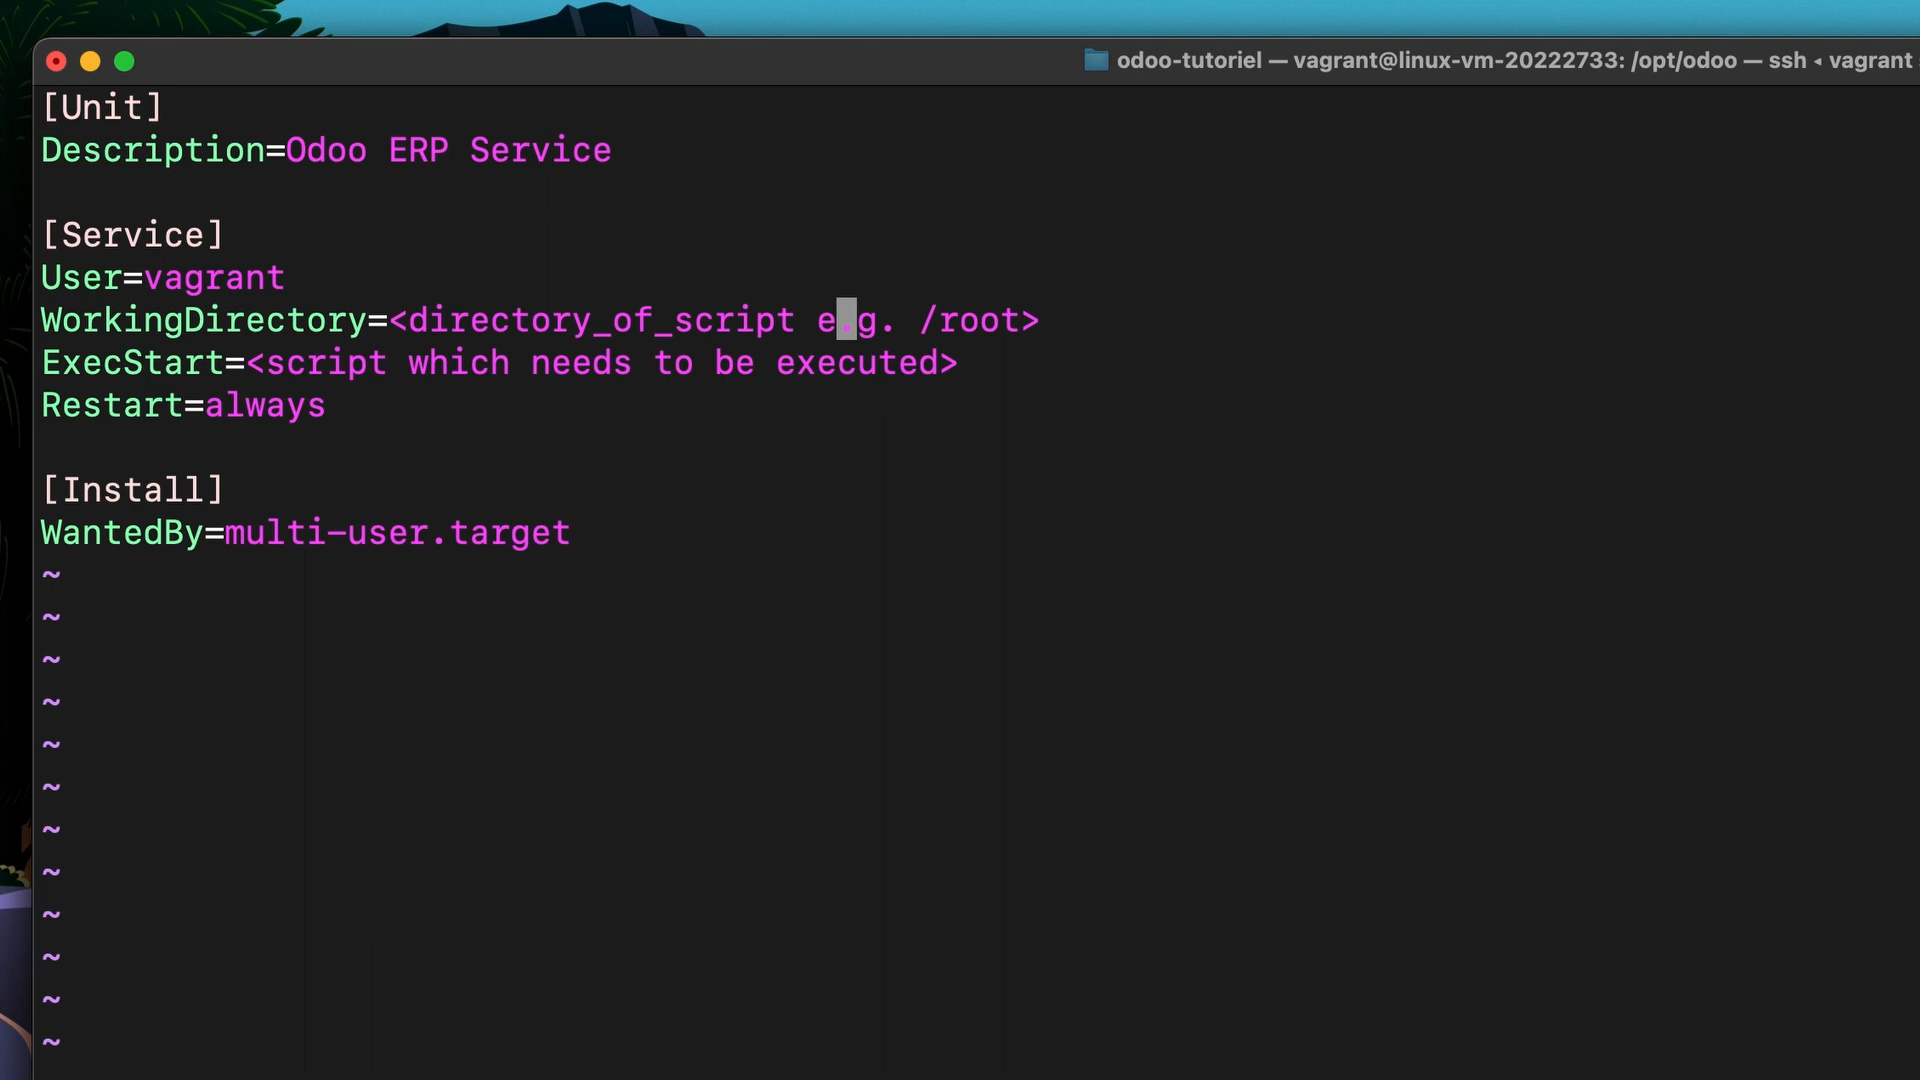 odoo-tutoriel — vagrant@linux-vm-20222733: /opt/odoo — ssh ◂ vagrant
[Unit]
Description=Odoo ERP Service
[Service]
User=vagrant
WorkingDirectory=<directory_of_script e.g. /root>
ExecStart=<script which needs to be executed>
Restart=always
[Install]
WantedBy=multi-user.target
~
~
~
~
~
~
~
~
~
~
~
~